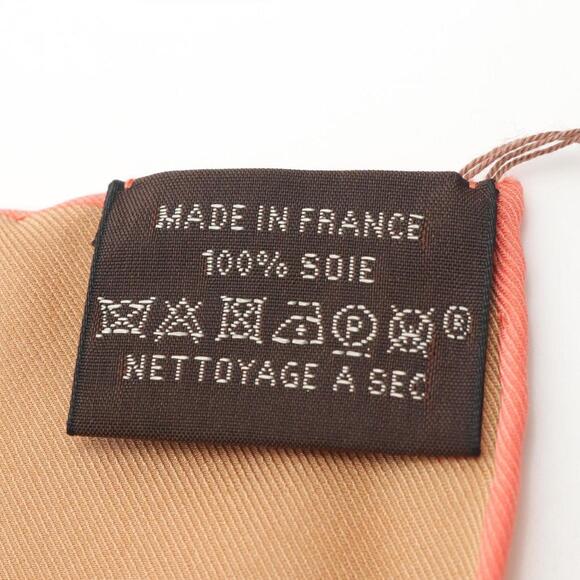 MADE IN FRANCE
100% SOIE
P W ®
NETTOYAGE A SEC